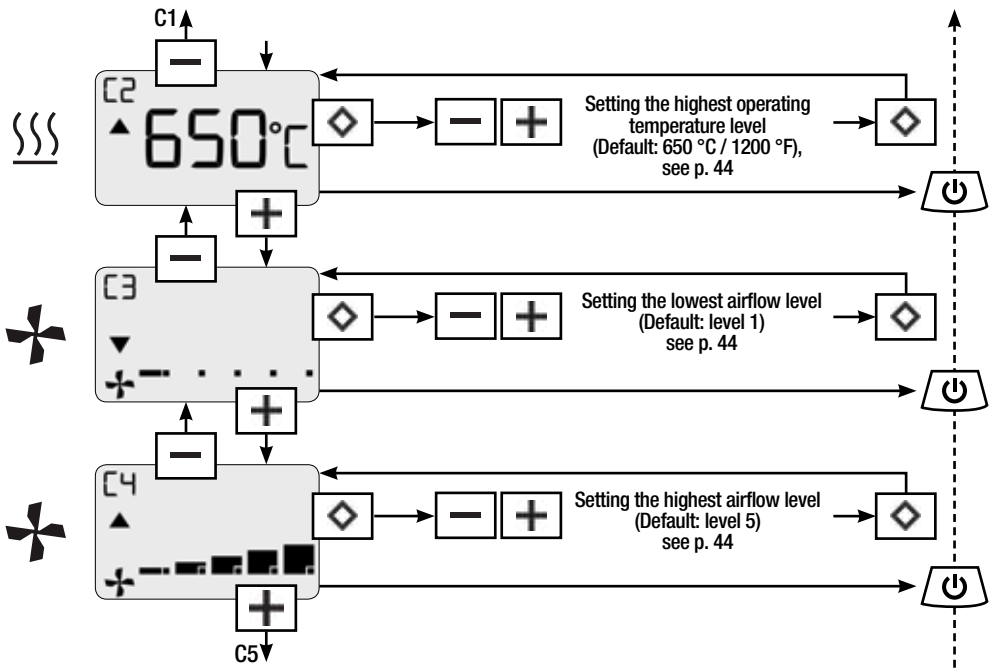 C1
C2
650°C
Setting the highest operating
temperature level
(Default: 650 °C / 1200 °F),
see p. 44
C3
Setting the lowest airflow level
(Default: level 1)
see p. 44
C4
Setting the highest airflow level
(Default: level 5)
see p. 44
C5